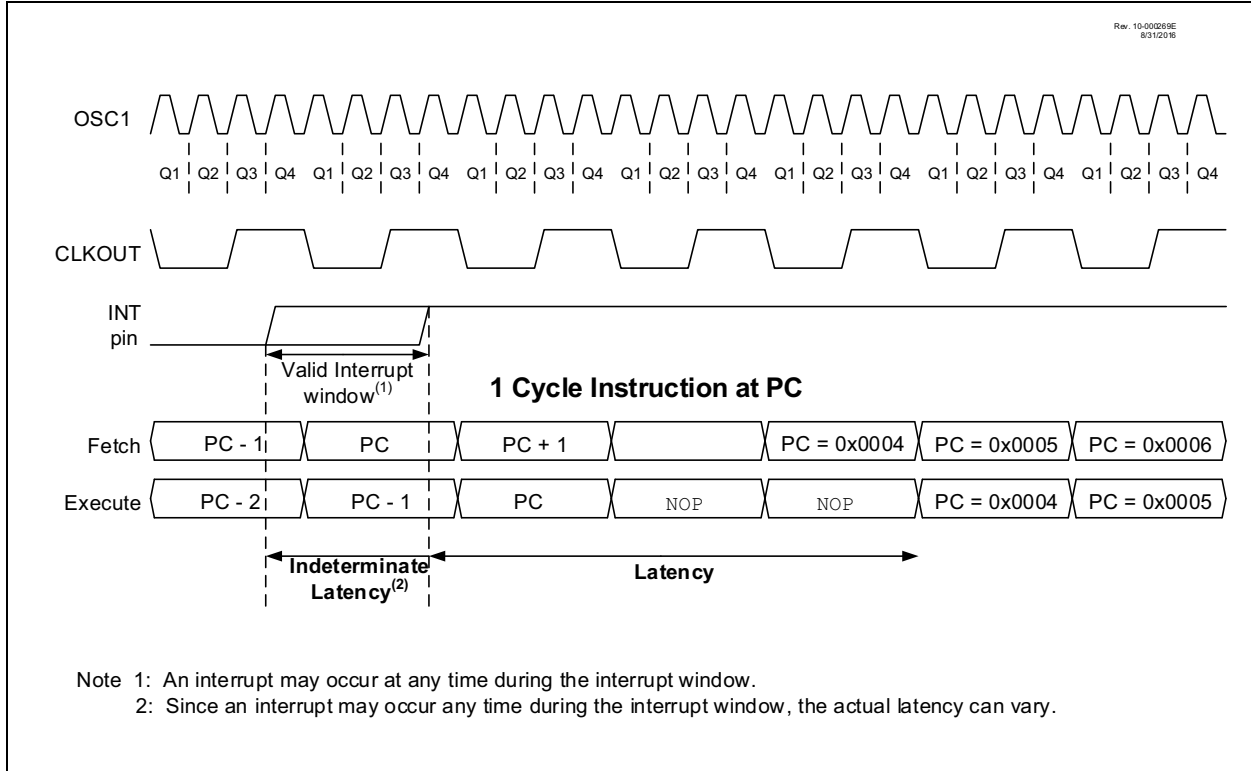 Rev. 10-000269E
8/31/2016
OSC1
Q1 Q2 Q3 Q4 Q1 Q2 Q3 Q4 Q1 Q2 Q3 Q4 Q1 Q2 Q3 Q4 Q1 Q2 Q3 Q4 Q1 Q2 Q3 Q4 Q1 Q2 Q3 Q4
CLKOUT
INT
pin
Valid Interrupt
window(1)
1 Cycle Instruction at PC
Fetch PC - 1 PC PC + 1 PC = 0x0004 PC = 0x0005 PC = 0x0006
Execute PC - 2 PC - 1 PC NOP NOP PC = 0x0004 PC = 0x0005
Indeterminate
Latency(2)
Latency
Note 1: An interrupt may occur at any time during the interrupt window.
2: Since an interrupt may occur any time during the interrupt window, the actual latency can vary.